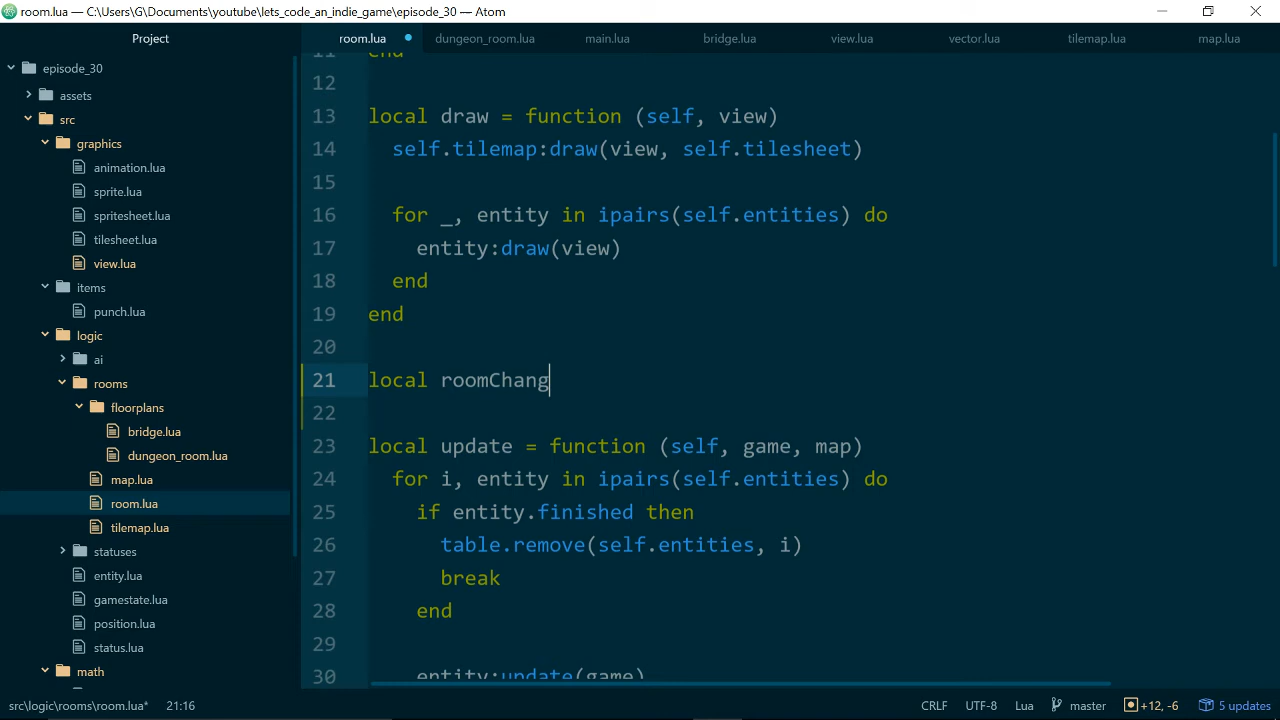 room.lua — C:\Users\G\Documents\youtube\lets_code_an_indie_game\episode_30 — Atom
Project
room.lua dungeon_room.lua main.lua bridge.lua view.lua vector.lua tilemap.lua map.lua
episode_30
assets
src
graphics
animation.lua
sprite.lua
spritesheet.lua
tilesheet.lua
view.lua
items
punch.lua
logic
ai
rooms
floorplans
bridge.lua
dungeon_room.lua
map.lua
room.lua
tilemap.lua
statuses
entity.lua
gamestate.lua
position.lua
status.lua
math
11 end
12
13 local draw = function (self, view)
14 self.tilemap:draw(view, self.tilesheet)
15
16 for _, entity in ipairs(self.entities) do
17 entity:draw(view)
18 end
19 end
20
21 local roomChang
22
23 local update = function (self, game, map)
24 for i, entity in ipairs(self.entities) do
25 if entity.finished then
26 table.remove(self.entities, i)
27 break
28 end
29
30 entity:update(game)
src\logic\rooms\room.lua* 21:16 CRLF UTF-8 Lua master +12, -6 5 updates